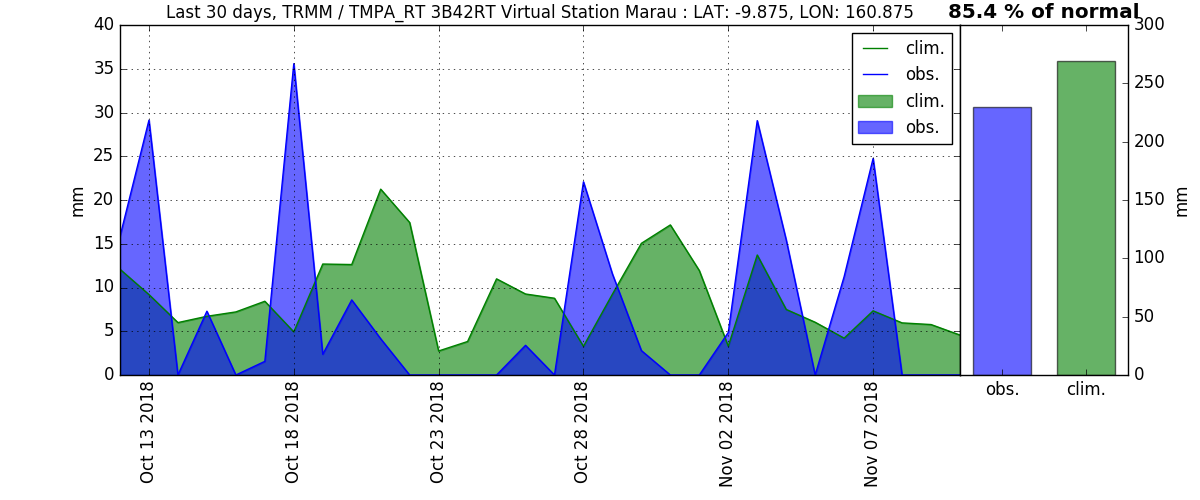 Last 30 days, TRMM / TMPA_RT 3B42RT Virtual Station Marau : LAT: -9.875, LON: 160.875
85.4 % of normal
40
35
30
25
20
15
10
5
0
mm
clim.
obs.
clim.
obs.
Oct 13 2018
Oct 18 2018
Oct 23 2018
Oct 28 2018
Nov 02 2018
Nov 07 2018
300
250
200
150
100
50
0
mm
obs.
clim.